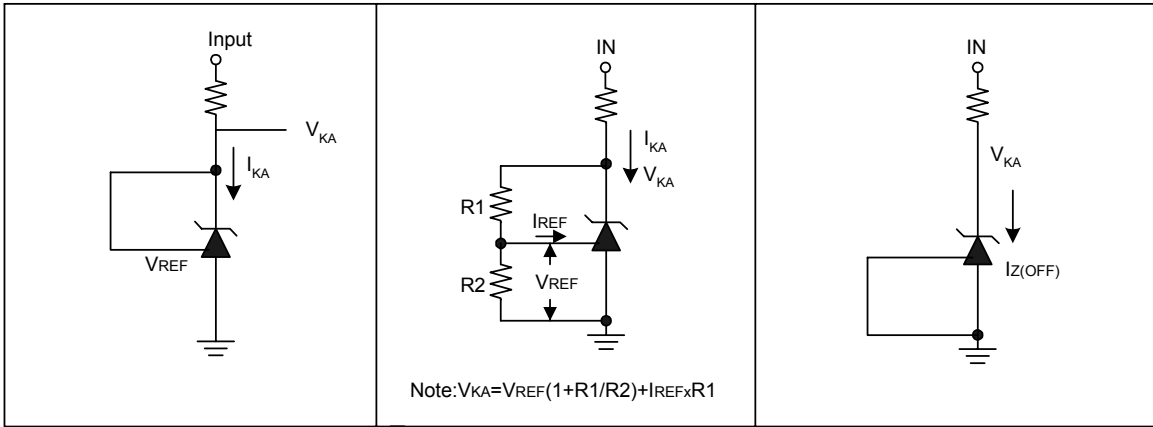 Input
VKA
IKA
VREF
IN
IKA
VKA
R1
IREF
VREF
R2
Note:VKA=VREF(1+R1/R2)+IREFxR1
IN
VKA
IZ(OFF)